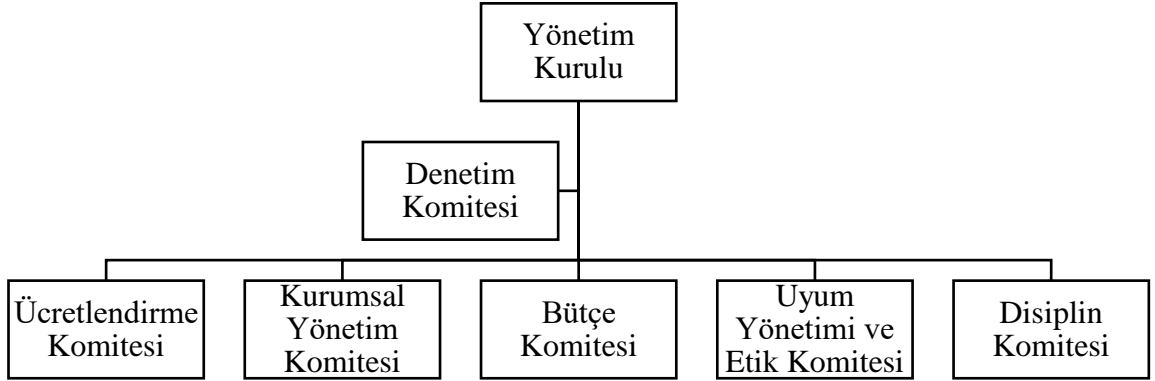 Yönetim
Kurulu
Denetim
Komitesi
Ücretlendirme
Komitesi
Kurumsal
Yönetim
Komitesi
Bütçe
Komitesi
Uyum
Yönetimi ve
Etik Komitesi
Disiplin
Komitesi